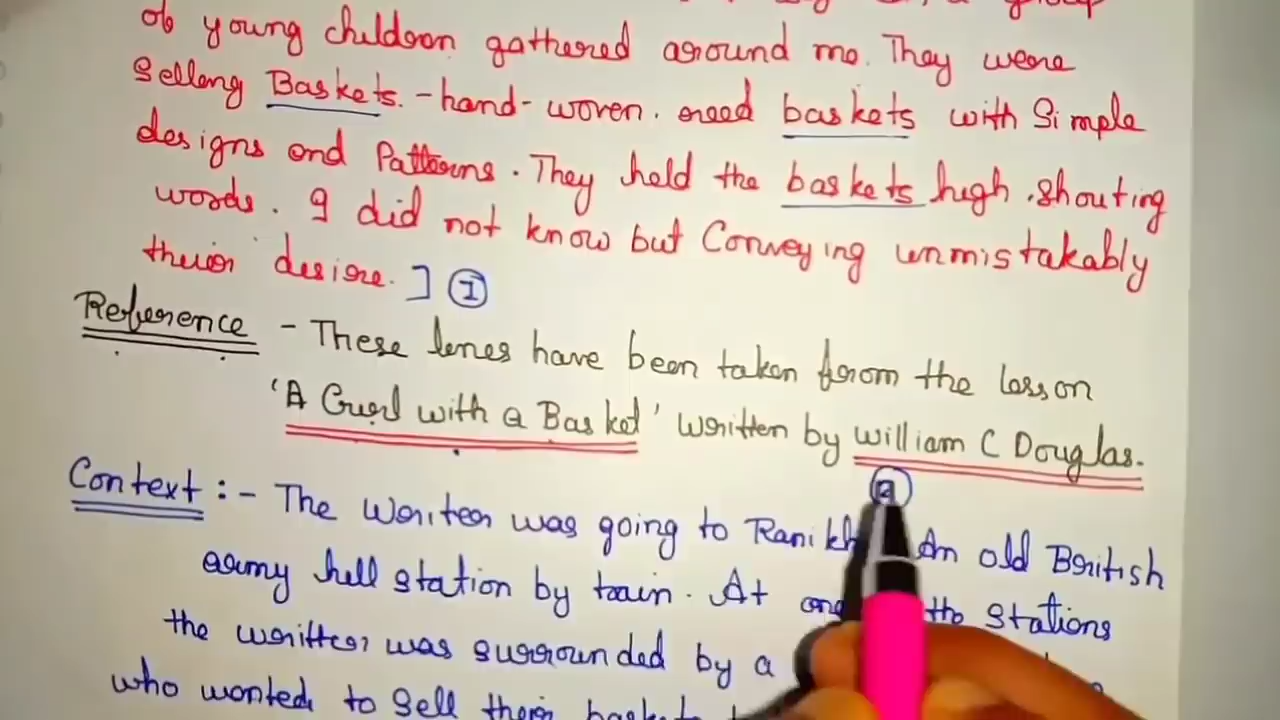 a group
of young children gathered around me. They were
selling Baskets. - hand-woven. reed baskets with Simple
designs and Patterns. They held the baskets high, shouting
words. I did not know but Conveying unmistakably
their desire.] ①
Reference - These lines have been taken from the lesson
'A Girl with a Basket' written by William C Douglas.
②
Context :- The Writer was going to Ranikh An old British
army hill station by train. At one the stations
the writter was surrounded by a
who wanted to Sell their baskets